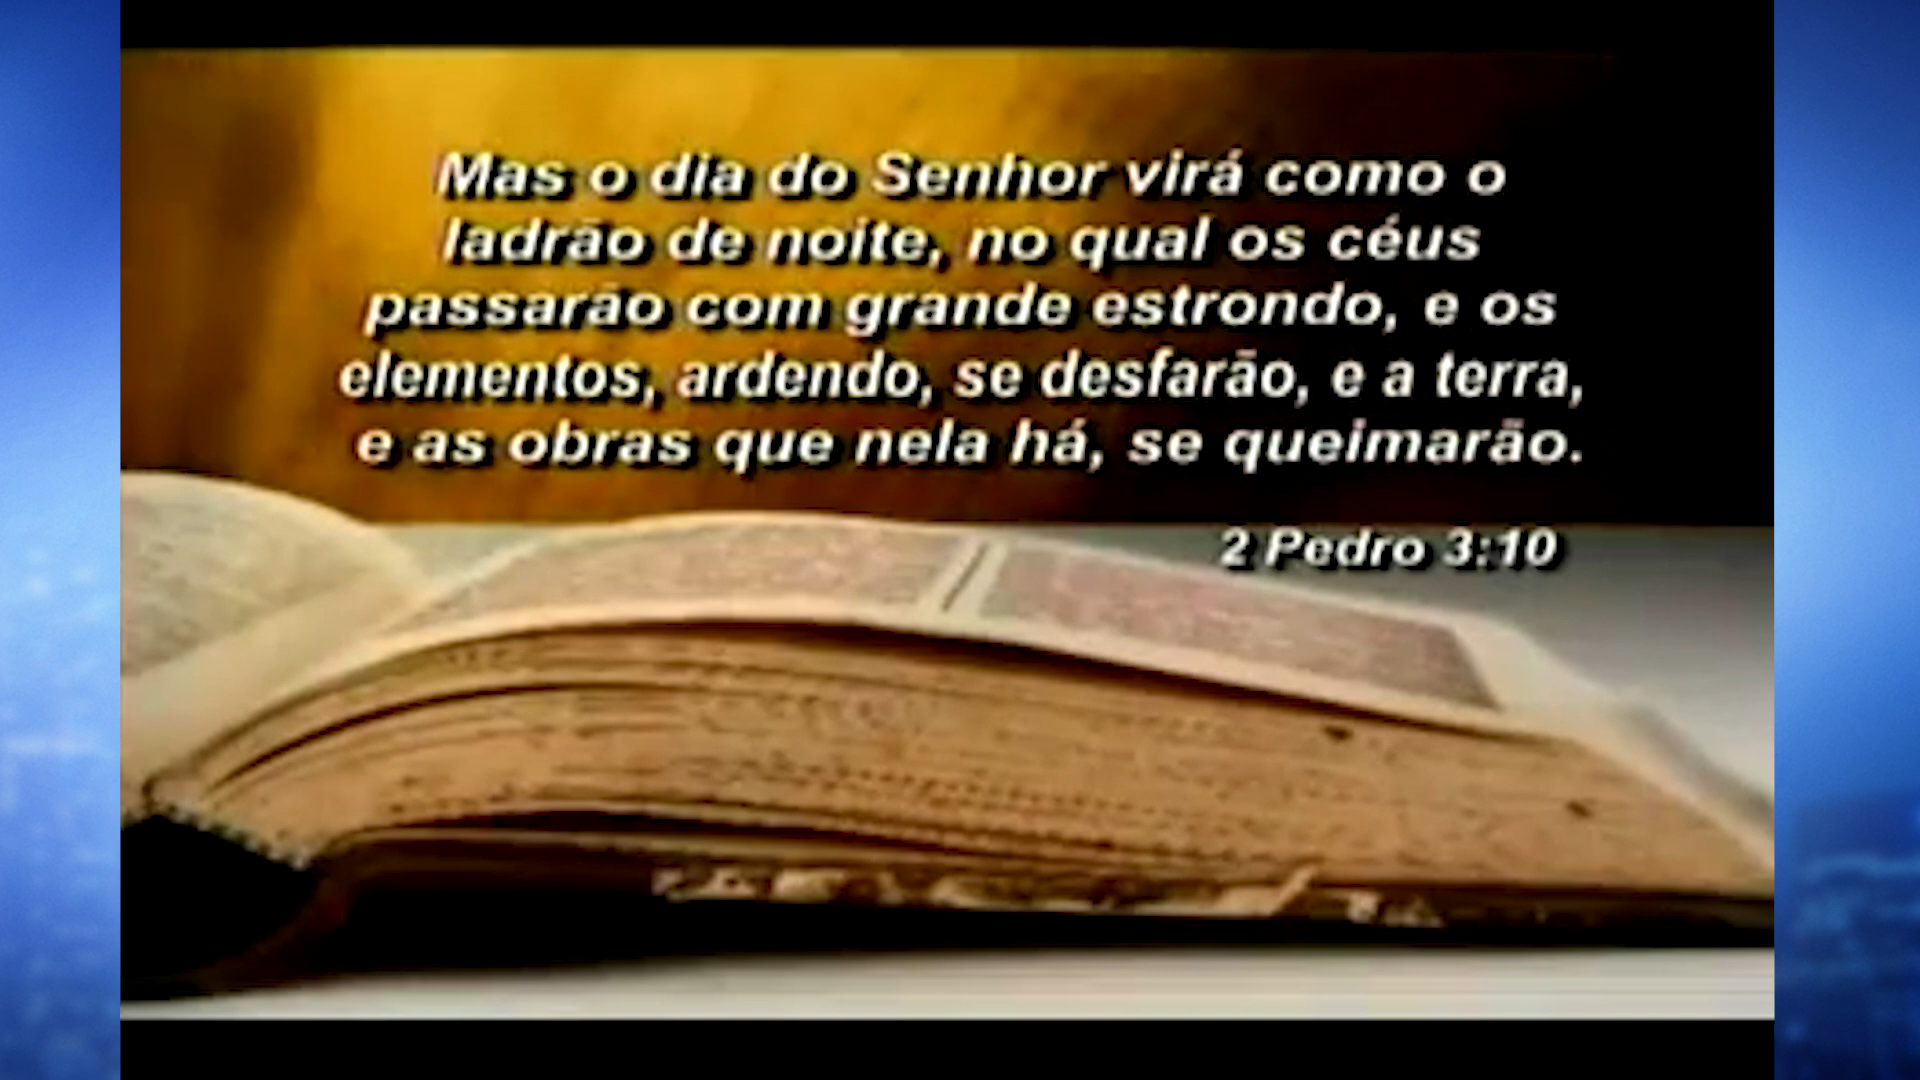 Mas o dia do Senhor virá como o
ladrão de noite, no qual os céus
passarão com grande estrondo, e os
elementos, ardendo, se desfarão, e a terra,
e as obras que nela há, se queimarão.
2 Pedro 3:10